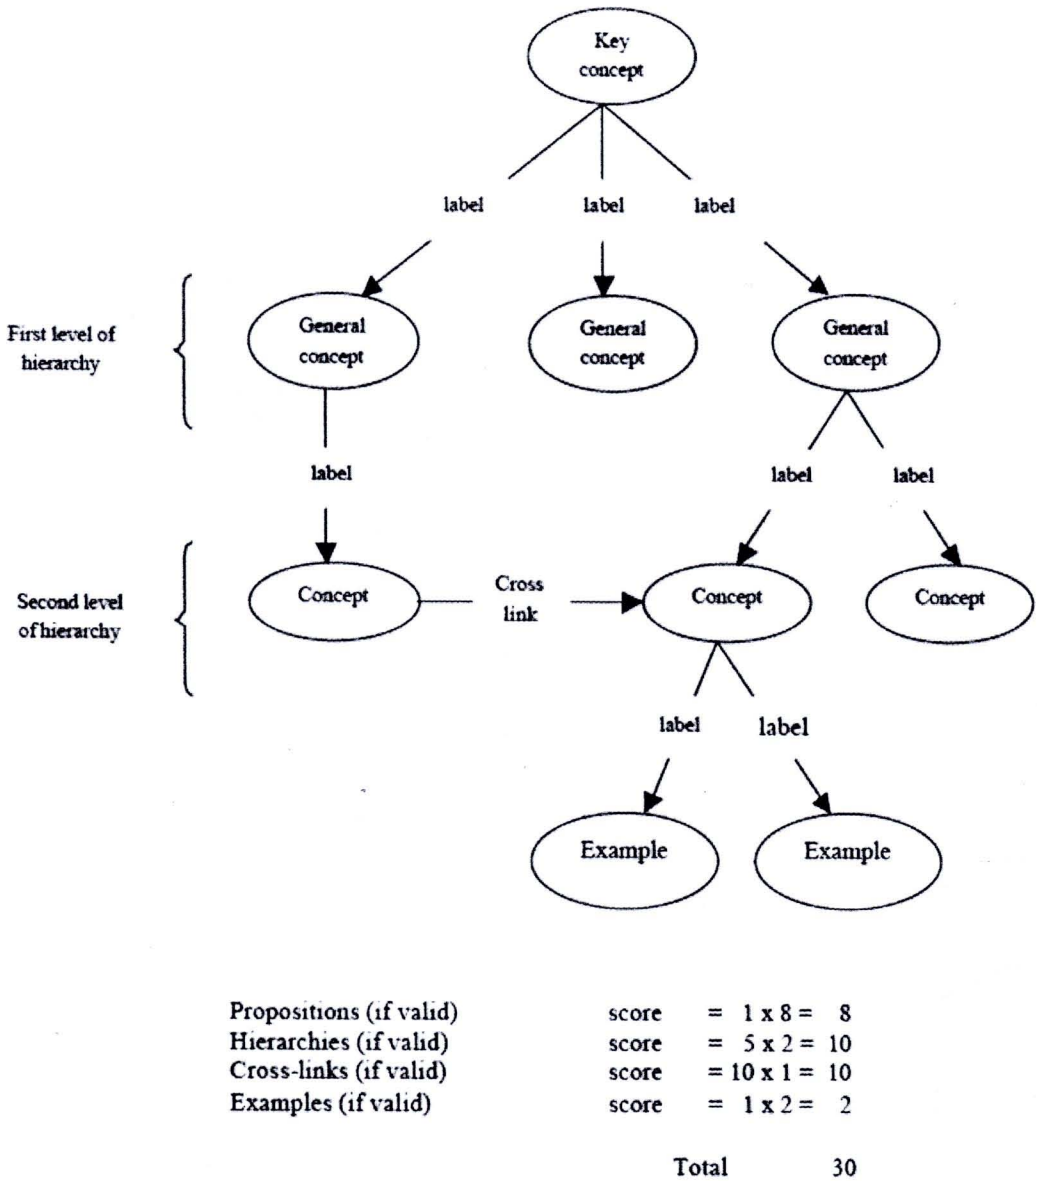 Key
concept
label label label
First level of
hierarchy
General
concept
General
concept
General
concept
label label label
Second level
of hierarchy
Concept
Cross
link
Concept
Concept
label label
Example Example
Propositions (if valid) score = 1 x 8 = 8
Hierarchies (if valid) score = 5 x 2 = 10
Cross-links (if valid) score = 10 x 1 = 10
Examples (if valid) score = 1 x 2 = 2
Total 30